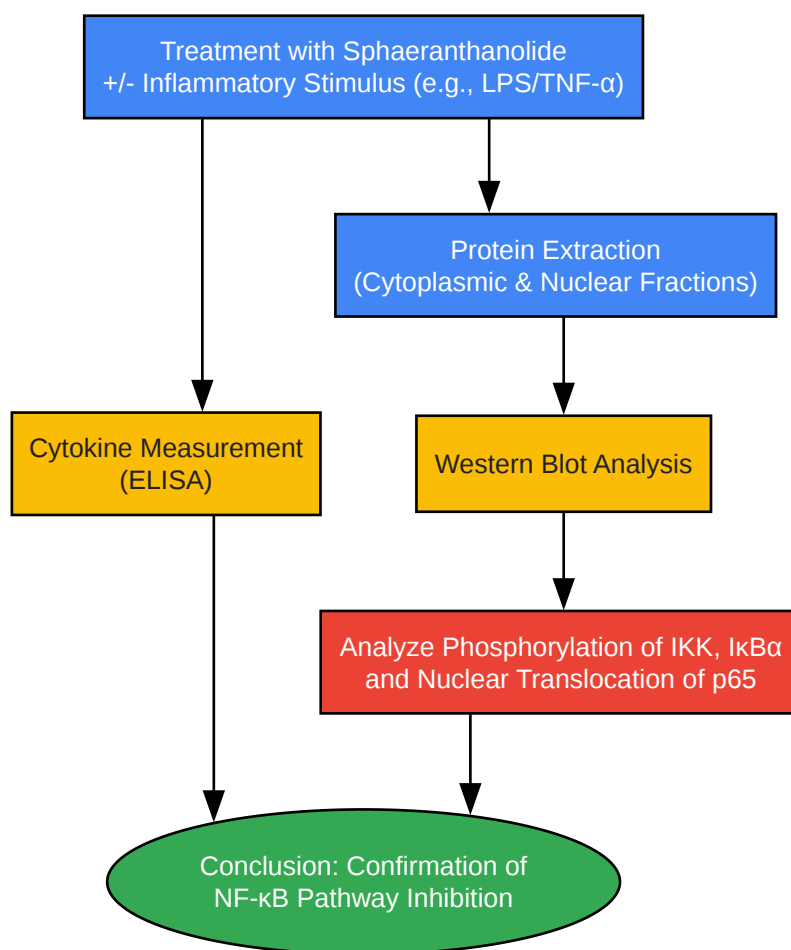 Treatment with Sphaeranthanolide
+/- Inflammatory Stimulus (e.g., LPS/TNF-α)
Protein Extraction
(Cytoplasmic & Nuclear Fractions)
Cytokine Measurement
(ELISA)
Western Blot Analysis
Analyze Phosphorylation of IKK, IκBα
and Nuclear Translocation of p65
Conclusion: Confirmation of
NF-κB Pathway Inhibition